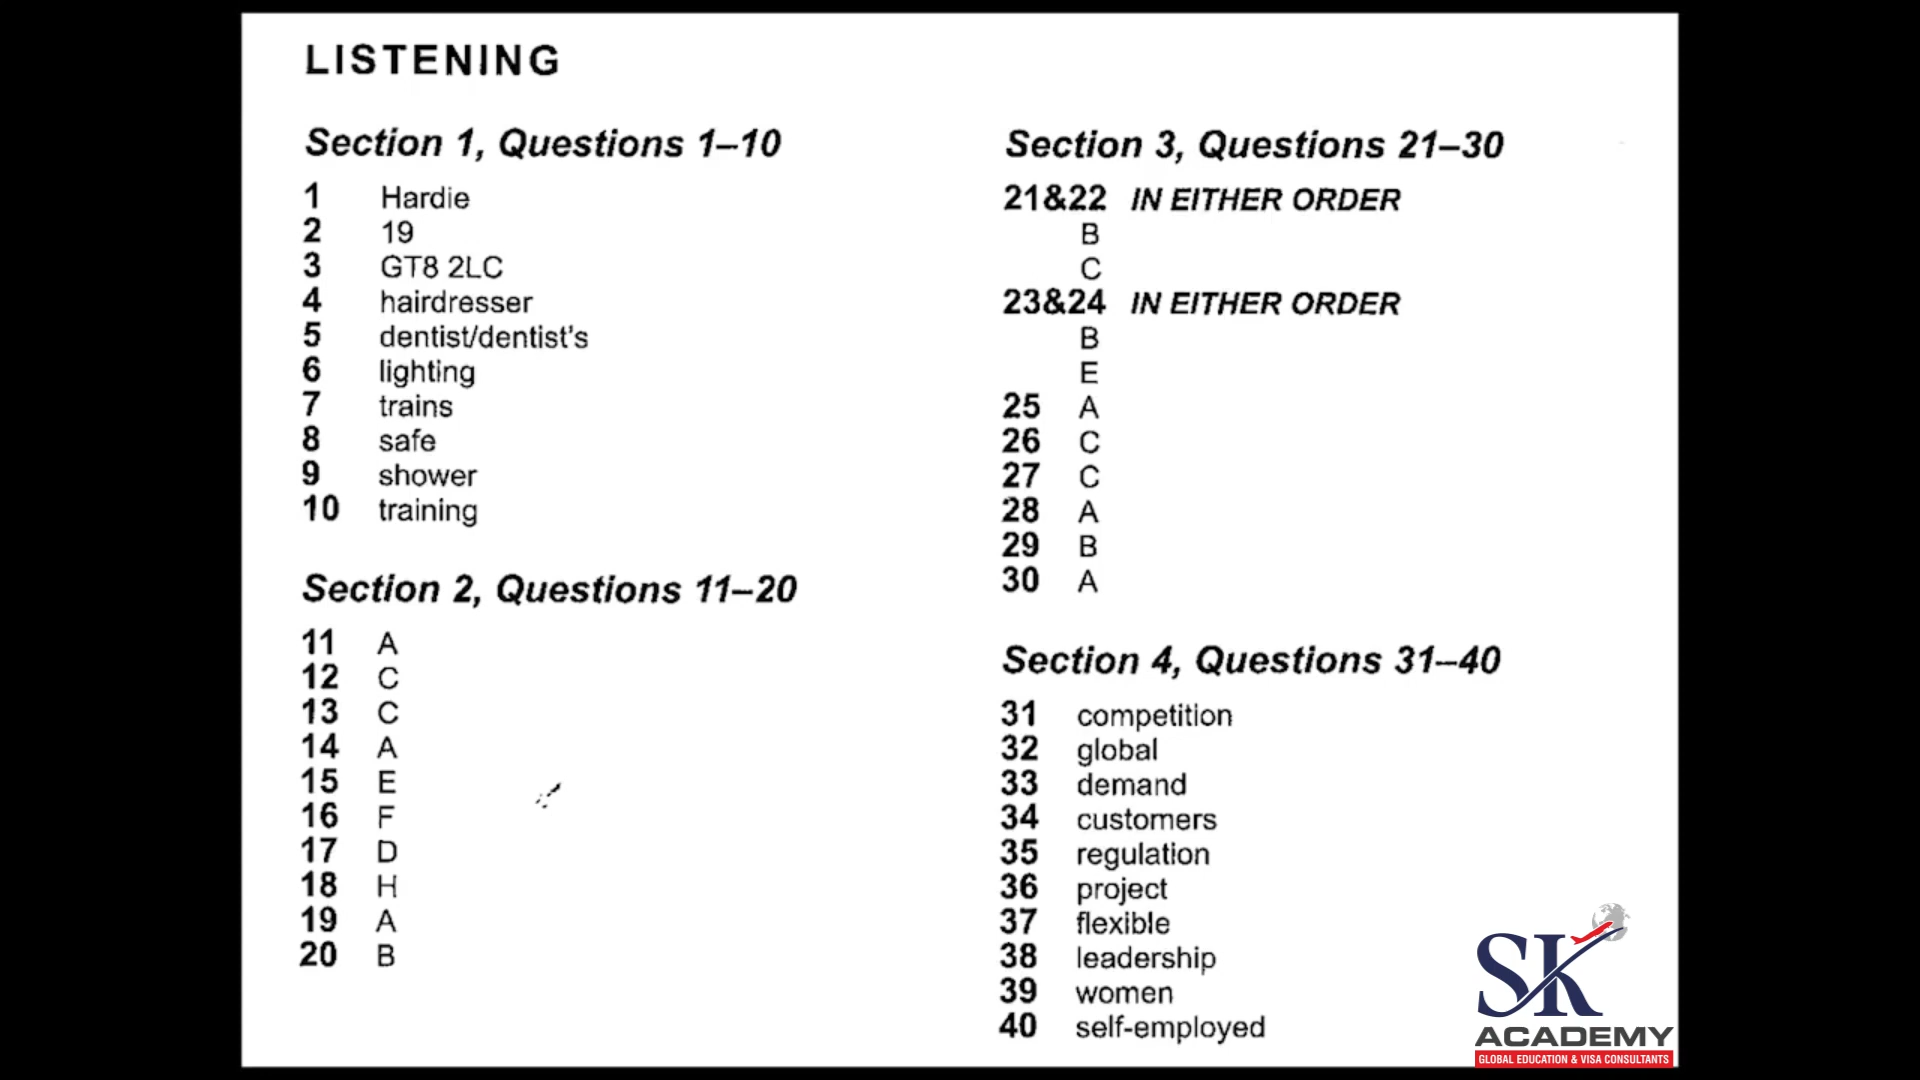 LISTENING
Section 1, Questions 1–10
1 Hardie
2 19
3 GT8 2LC
4 hairdresser
5 dentist/dentist's
6 lighting
7 trains
8 safe
9 shower
10 training
Section 2, Questions 11–20
11 A
12 C
13 C
14 A
15 E
16 F
17 D
18 H
19 A
20 B
Section 3, Questions 21–30
21&22 IN EITHER ORDER
B
C
23&24 IN EITHER ORDER
B
E
25 A
26 C
27 C
28 A
29 B
30 A
Section 4, Questions 31–40
31 competition
32 global
33 demand
34 customers
35 regulation
36 project
37 flexible
38 leadership
39 women
40 self-employed
SK
ACADEMY
GLOBAL EDUCATION & VISA CONSULTANTS